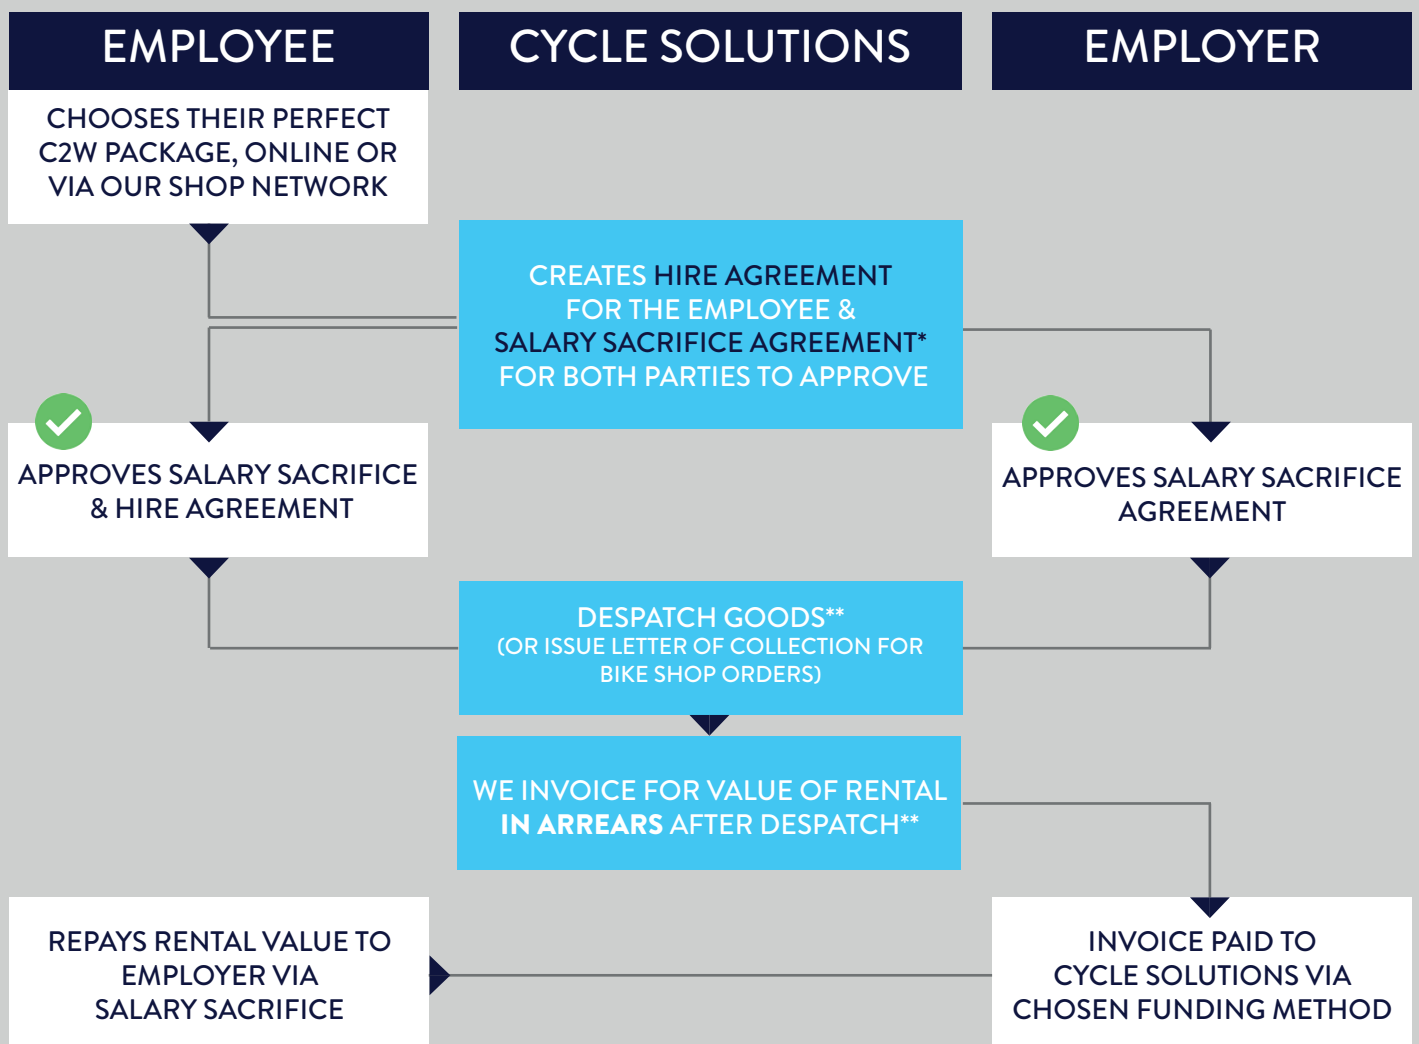 EMPLOYEE
CYCLE SOLUTIONS
EMPLOYER
CHOOSES THEIR PERFECT
C2W PACKAGE, ONLINE OR
VIA OUR SHOP NETWORK
CREATES HIRE AGREEMENT
FOR THE EMPLOYEE &
SALARY SACRIFICE AGREEMENT*
FOR BOTH PARTIES TO APPROVE
APPROVES SALARY SACRIFICE
& HIRE AGREEMENT
APPROVES SALARY SACRIFICE
AGREEMENT
DESPATCH GOODS**
(OR ISSUE LETTER OF COLLECTION FOR
BIKE SHOP ORDERS)
WE INVOICE FOR VALUE OF RENTAL
IN ARREARS AFTER DESPATCH**
REPAYS RENTAL VALUE TO
EMPLOYER VIA
SALARY SACRIFICE
INVOICE PAID TO
CYCLE SOLUTIONS VIA
CHOSEN FUNDING METHOD